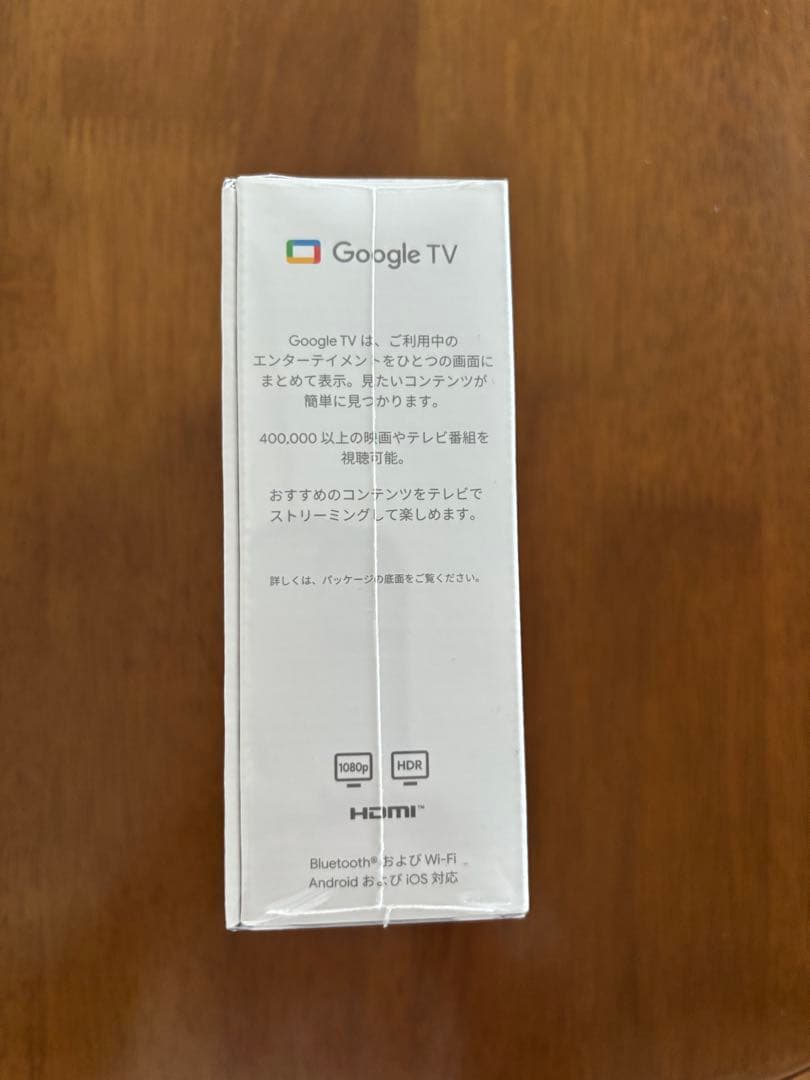 Google TV
Google TV は、ご利用中の
エンターテイメントをひとつの画面に
まとめて表示。見たいコンテンツが
簡単に見つかります。
400,000 以上の映画やテレビ番組を
視聴可能。
おすすめのコンテンツをテレビで
ストリーミングして楽しめます。
詳しくは、パッケージの底面をご覧ください。
1080p HDR
HDMI™
Bluetooth® および Wi-Fi
Android および iOS 対応